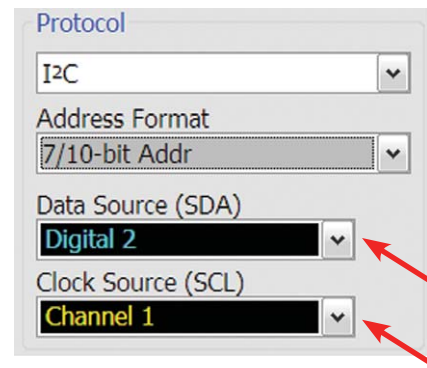 Protocol
I2C
Address Format
7/10-bit Addr
Data Source (SDA)
Digital 2
Clock Source (SCL)
Channel 1